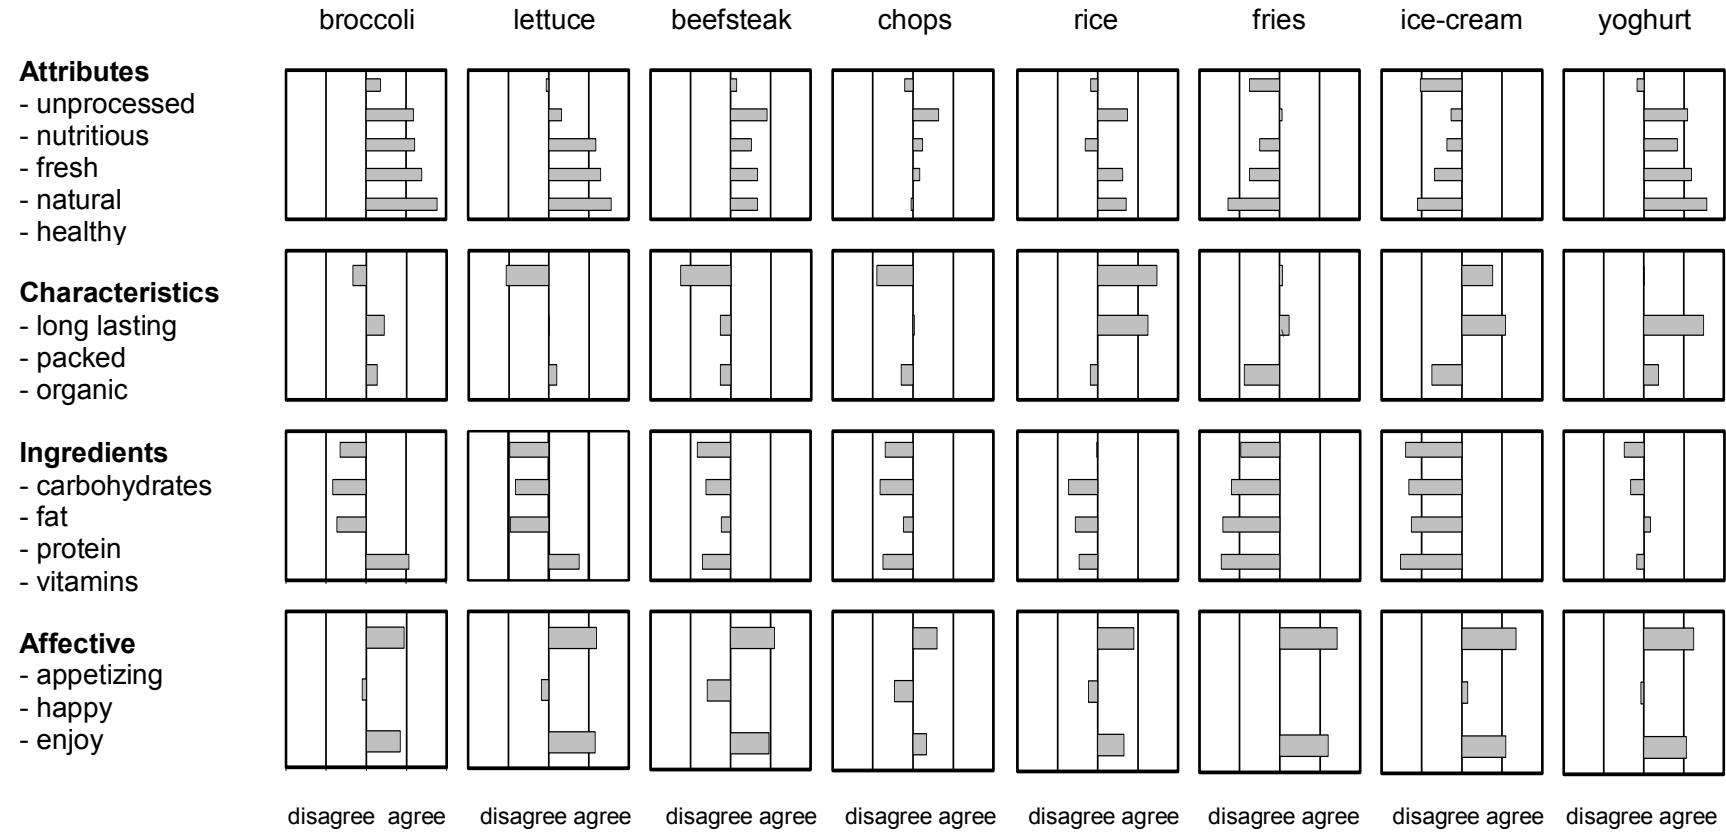 broccoli lettuce beefsteak chops rice fries ice-cream yoghurt
Attributes
- unprocessed
- nutritious
- fresh
- natural
- healthy
Characteristics
- long lasting
- packed
- organic
Ingredients
- carbohydrates
- fat
- protein
- vitamins
Affective
- appetizing
- happy
- enjoy
disagree agree disagree agree disagree agree disagree agree disagree agree disagree agree disagree agree disagree agree